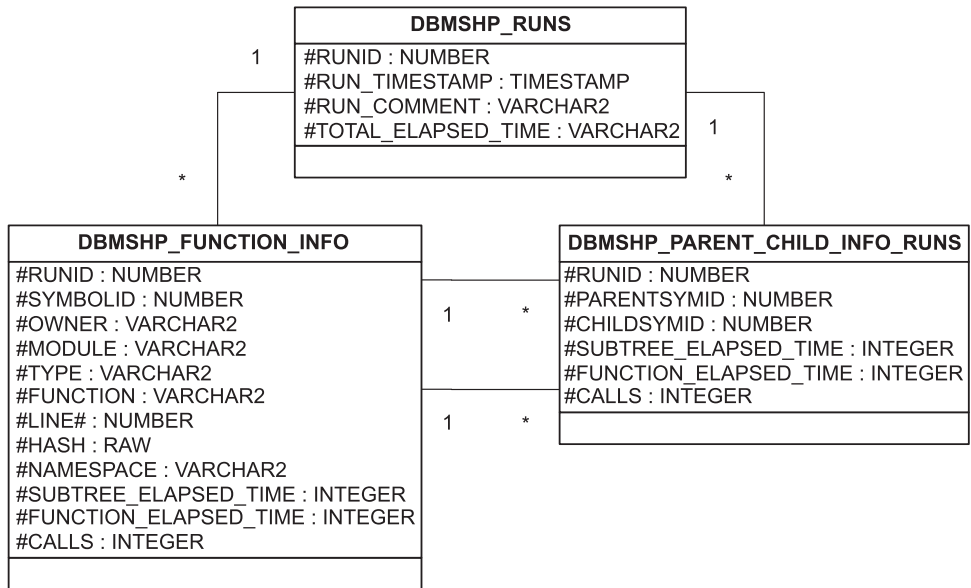 DBMSHP_RUNS
#RUNID : NUMBER
#RUN_TIMESTAMP : TIMESTAMP
#RUN_COMMENT : VARCHAR2
#TOTAL_ELAPSED_TIME : VARCHAR2
1
1
*
*
DBMSHP_FUNCTION_INFO
#RUNID : NUMBER
#SYMBOLID : NUMBER
#OWNER : VARCHAR2
#MODULE : VARCHAR2
#TYPE : VARCHAR2
#FUNCTION : VARCHAR2
#LINE# : NUMBER
#HASH : RAW
#NAMESPACE : VARCHAR2
#SUBTREE_ELAPSED_TIME : INTEGER
#FUNCTION_ELAPSED_TIME : INTEGER
#CALLS : INTEGER
1 *
1 *
DBMSHP_PARENT_CHILD_INFO_RUNS
#RUNID : NUMBER
#PARENTSYMID : NUMBER
#CHILDSYMID : NUMBER
#SUBTREE_ELAPSED_TIME : INTEGER
#FUNCTION_ELAPSED_TIME : INTEGER
#CALLS : INTEGER